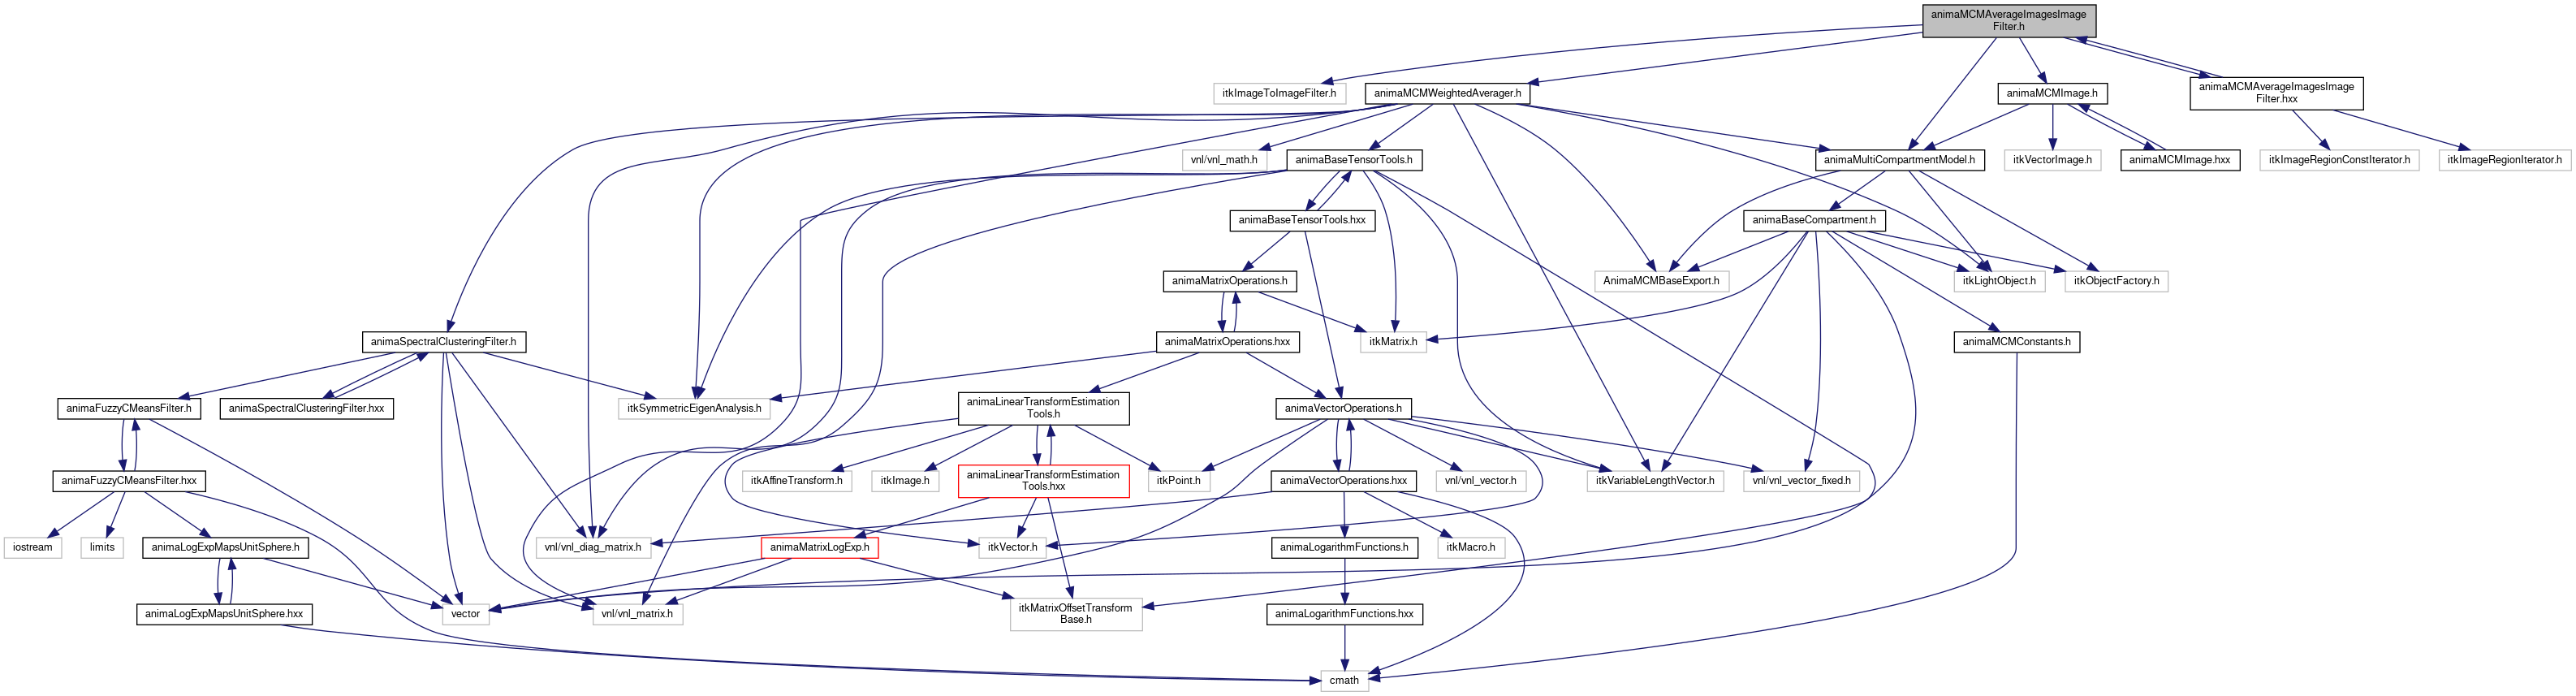 animaMCMAverageImagesImage
Filter.h
itkImageToImageFilter.h
animaMCMWeightedAverager.h
animaMCMImage.h
animaMCMAverageImagesImage
Filter.hxx
vnl/vnl_math.h
animaBaseTensorTools.h
animaMultiCompartmentModel.h
itkVectorImage.h
animaMCMImage.hxx
itkImageRegionConstIterator.h
itkImageRegionIterator.h
animaBaseTensorTools.hxx
animaBaseCompartment.h
animaMatrixOperations.h
AnimaMCMBaseExport.h
itkLightObject.h
itkObjectFactory.h
animaSpectralClusteringFilter.h
animaMatrixOperations.hxx
itkMatrix.h
animaMCMConstants.h
animaFuzzyCMeansFilter.h
animaSpectralClusteringFilter.hxx
itkSymmetricEigenAnalysis.h
animaLinearTransformEstimation
Tools.h
animaVectorOperations.h
animaFuzzyCMeansFilter.hxx
itkAffineTransform.h
itkImage.h
animaLinearTransformEstimation
Tools.hxx
itkPoint.h
animaVectorOperations.hxx
vnl/vnl_vector.h
itkVariableLengthVector.h
vnl/vnl_vector_fixed.h
iostream
limits
animaLogExpMapsUnitSphere.h
vnl/vnl_diag_matrix.h
animaMatrixLogExp.h
itkVector.h
animaLogarithmFunctions.h
itkMacro.h
animaLogExpMapsUnitSphere.hxx
vector
vnl/vnl_matrix.h
itkMatrixOffsetTransform
Base.h
animaLogarithmFunctions.hxx
cmath